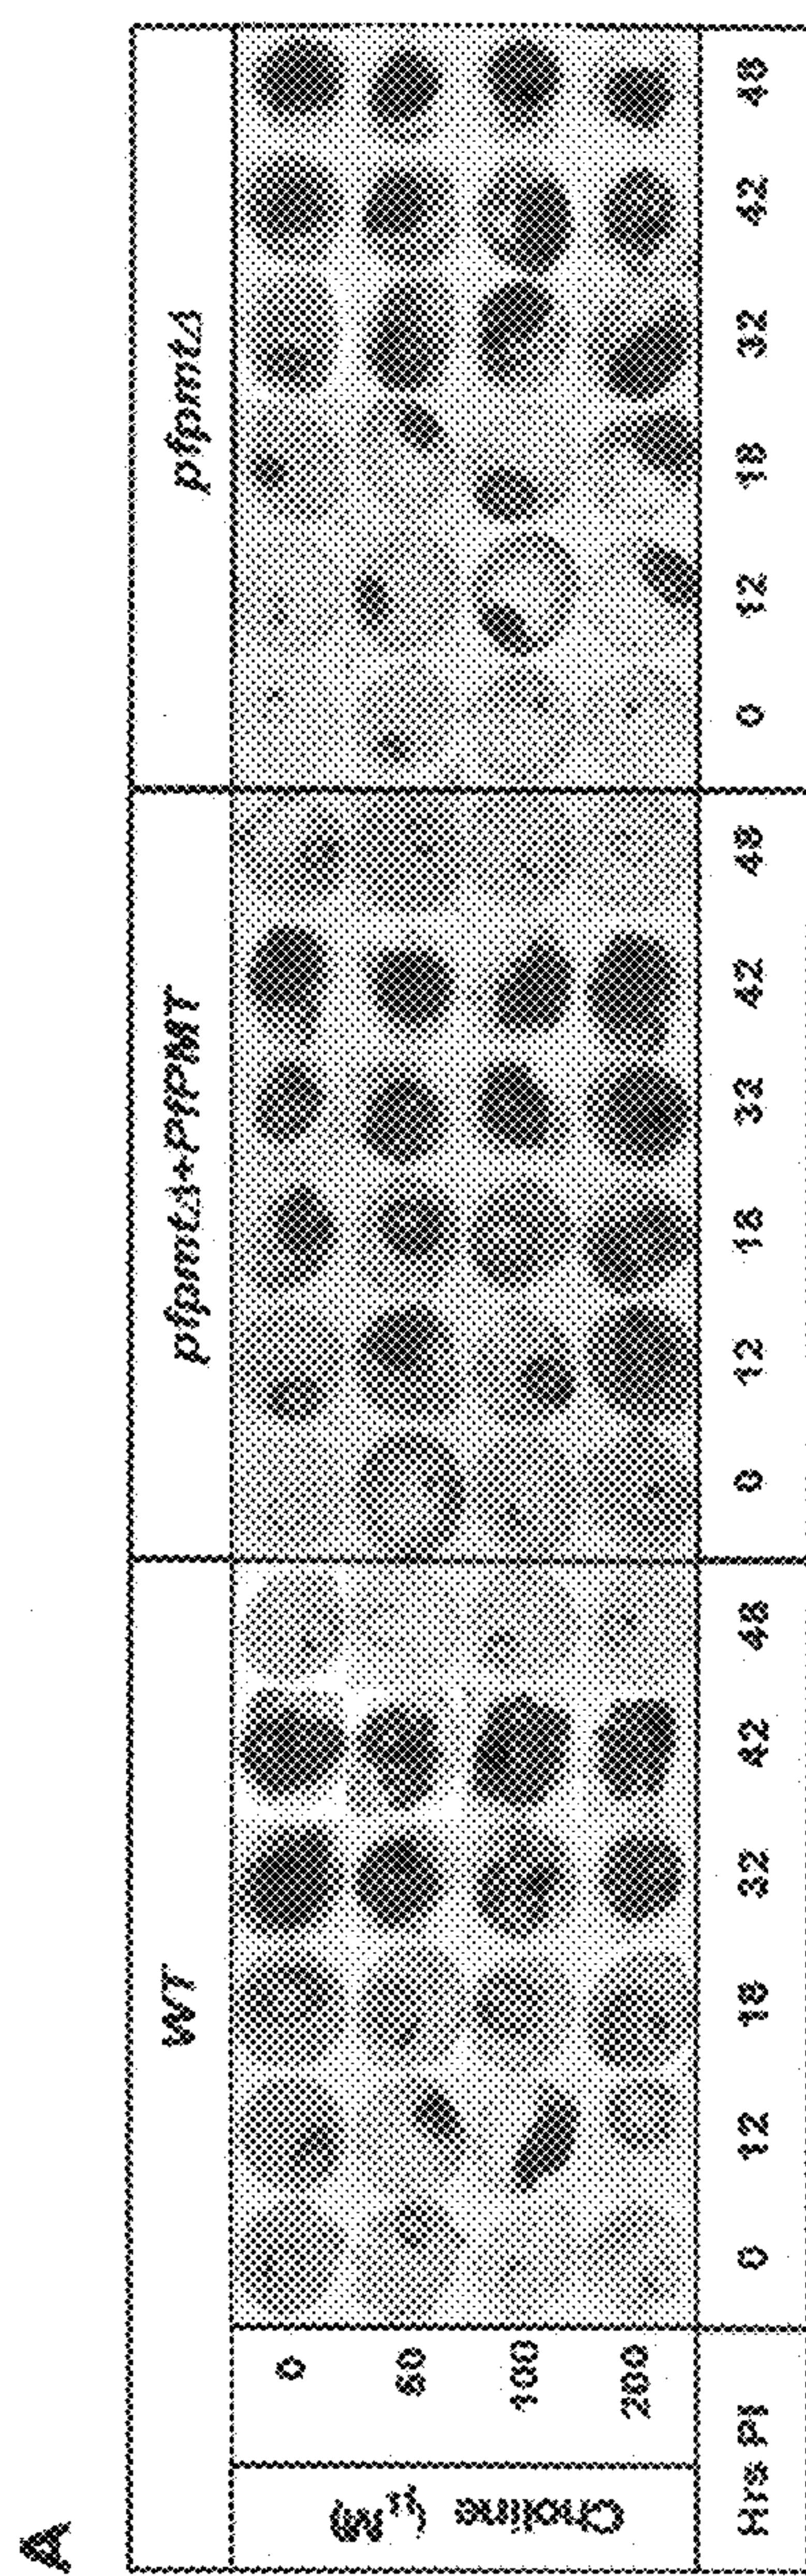 A
WT pfpmtΔ+PfPMT pfpmtΔ
Choline (μM)
0
50
100
200
Hrs PI 0 12 18 32 42 48 0 12 18 32 42 48 0 12 18 32 42 48